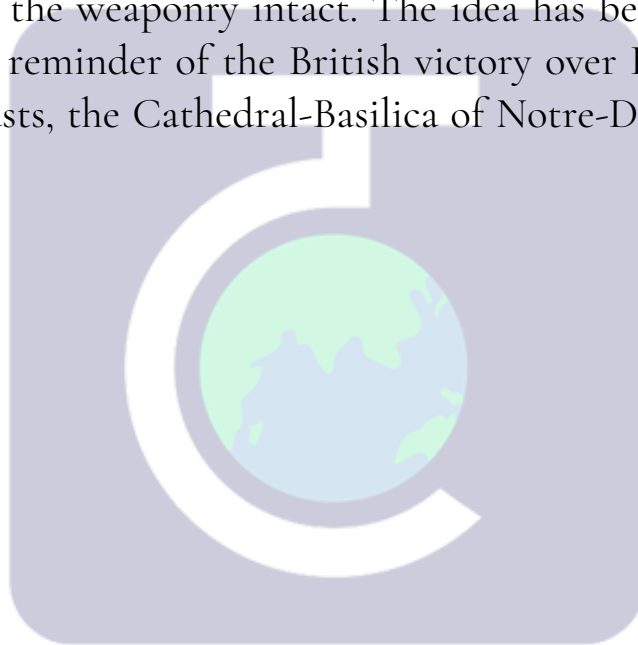 the weaponry intact. The idea has be
reminder of the British victory over
sts, the Cathedral-Basilica of Notre-D